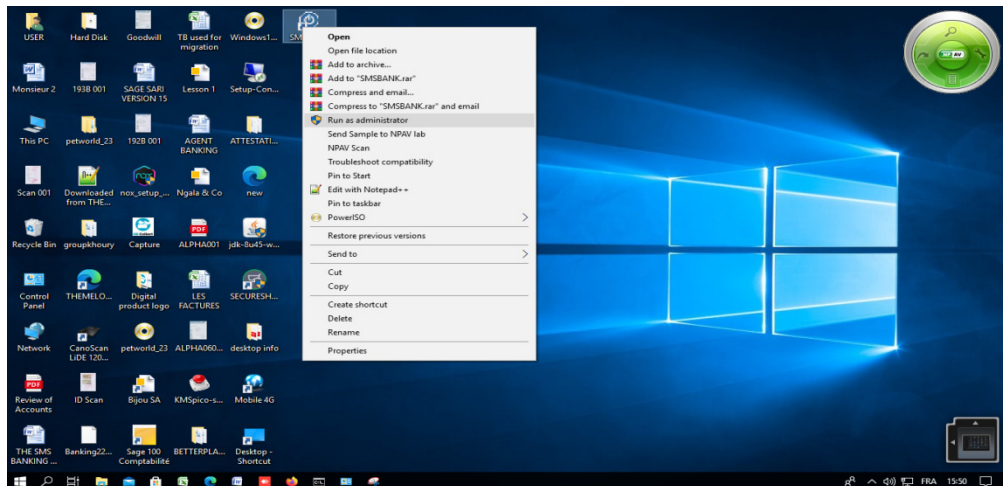 USER
Hard Disk
Goodwill
TB used for
migration
Windows1...
SM
Monsieur 2
193B 001
SAGE SARI
VERSION 15
Lesson 1
Setup-Con...
This PC
petworld_23
192B 001
AGENT
BANKING
ATTESTATI...
Scan 001
Downloaded
from THE...
nox_setup_...
Ngala & Co
new
Recycle Bin
groupkhoury
Capture
PDF
ALPHA001
jdk-8u45-w...
Control
Panel
THEMELO...
Digital
product logo
LES
FACTURES
SECURESH...
Network
CanoScan
LiDE 120...
petworld_23
ALPHA060...
desktop info
PDF
Review of
Accounts
ID Scan
Bijou SA
KMSpico-s...
Mobile 4G
THE SMS
BANKING ...
Banking22...
Sage 100
Comptabilité
BETTERPLA...
Desktop -
Shortcut
Open
Open file location
Add to archive...
Add to "SMSBANK.rar"
Compress and email...
Compress to "SMSBANK.rar" and email
Run as administrator
Send Sample to NPAV lab
NPAV Scan
Troubleshoot compatibility
Pin to Start
Edit with Notepad++
Pin to taskbar
PowerISO
Restore previous versions
Send to
Cut
Copy
Create shortcut
Delete
Rename
Properties
FRA
15:50